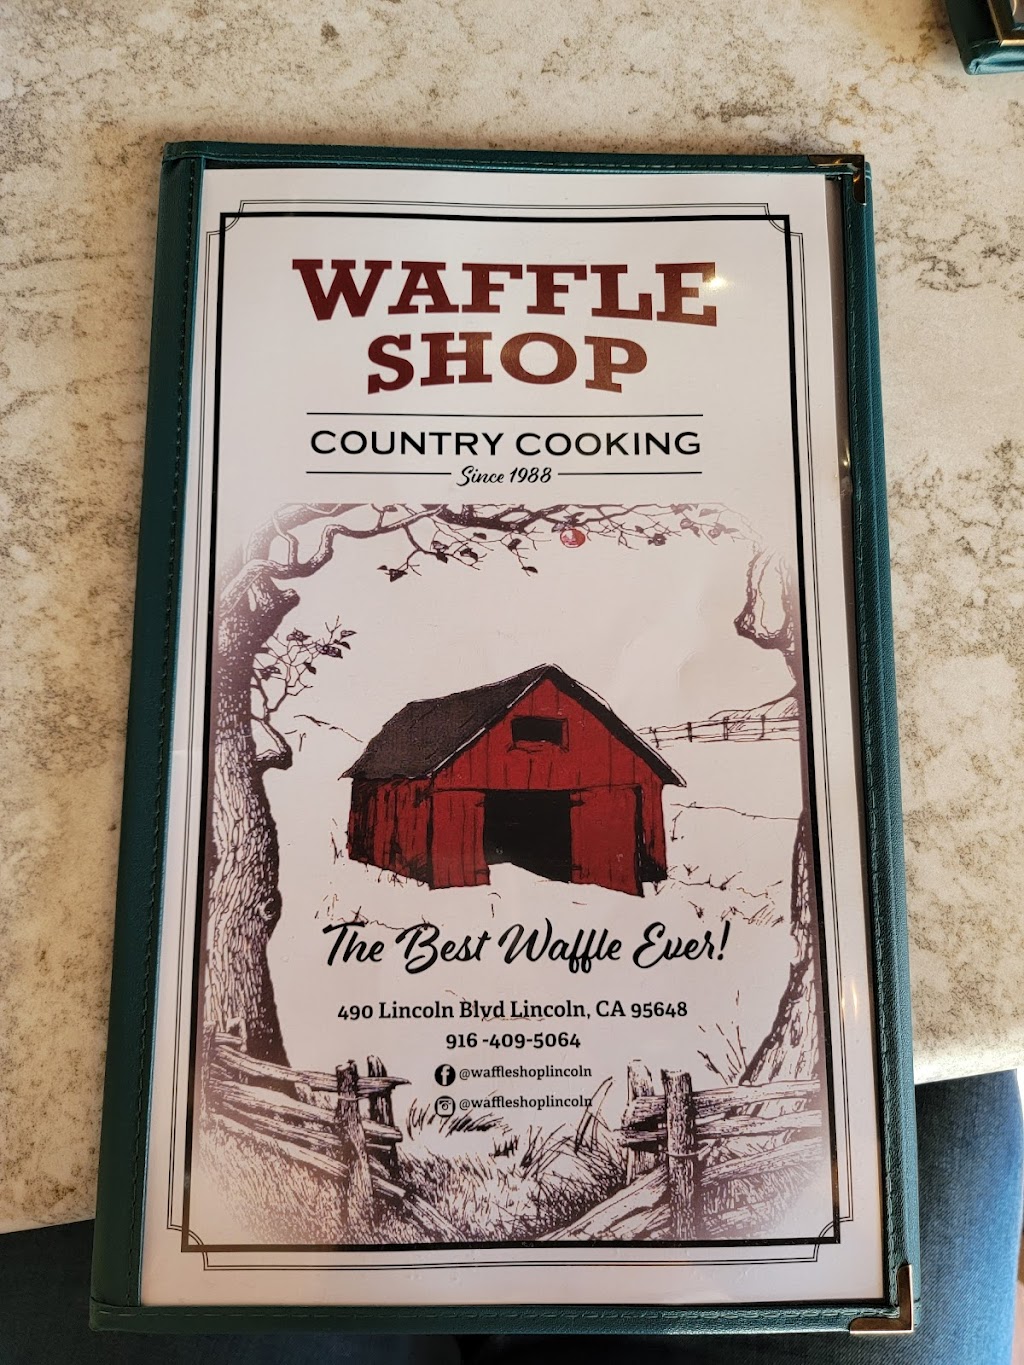 WAFFLE
SHOP
COUNTRY COOKING
Since 1988
The Best Waffle Ever!
490 Lincoln Blvd Lincoln, CA 95648
916 -409-5064
@waffleshoplincoln
@waffleshoplincoln